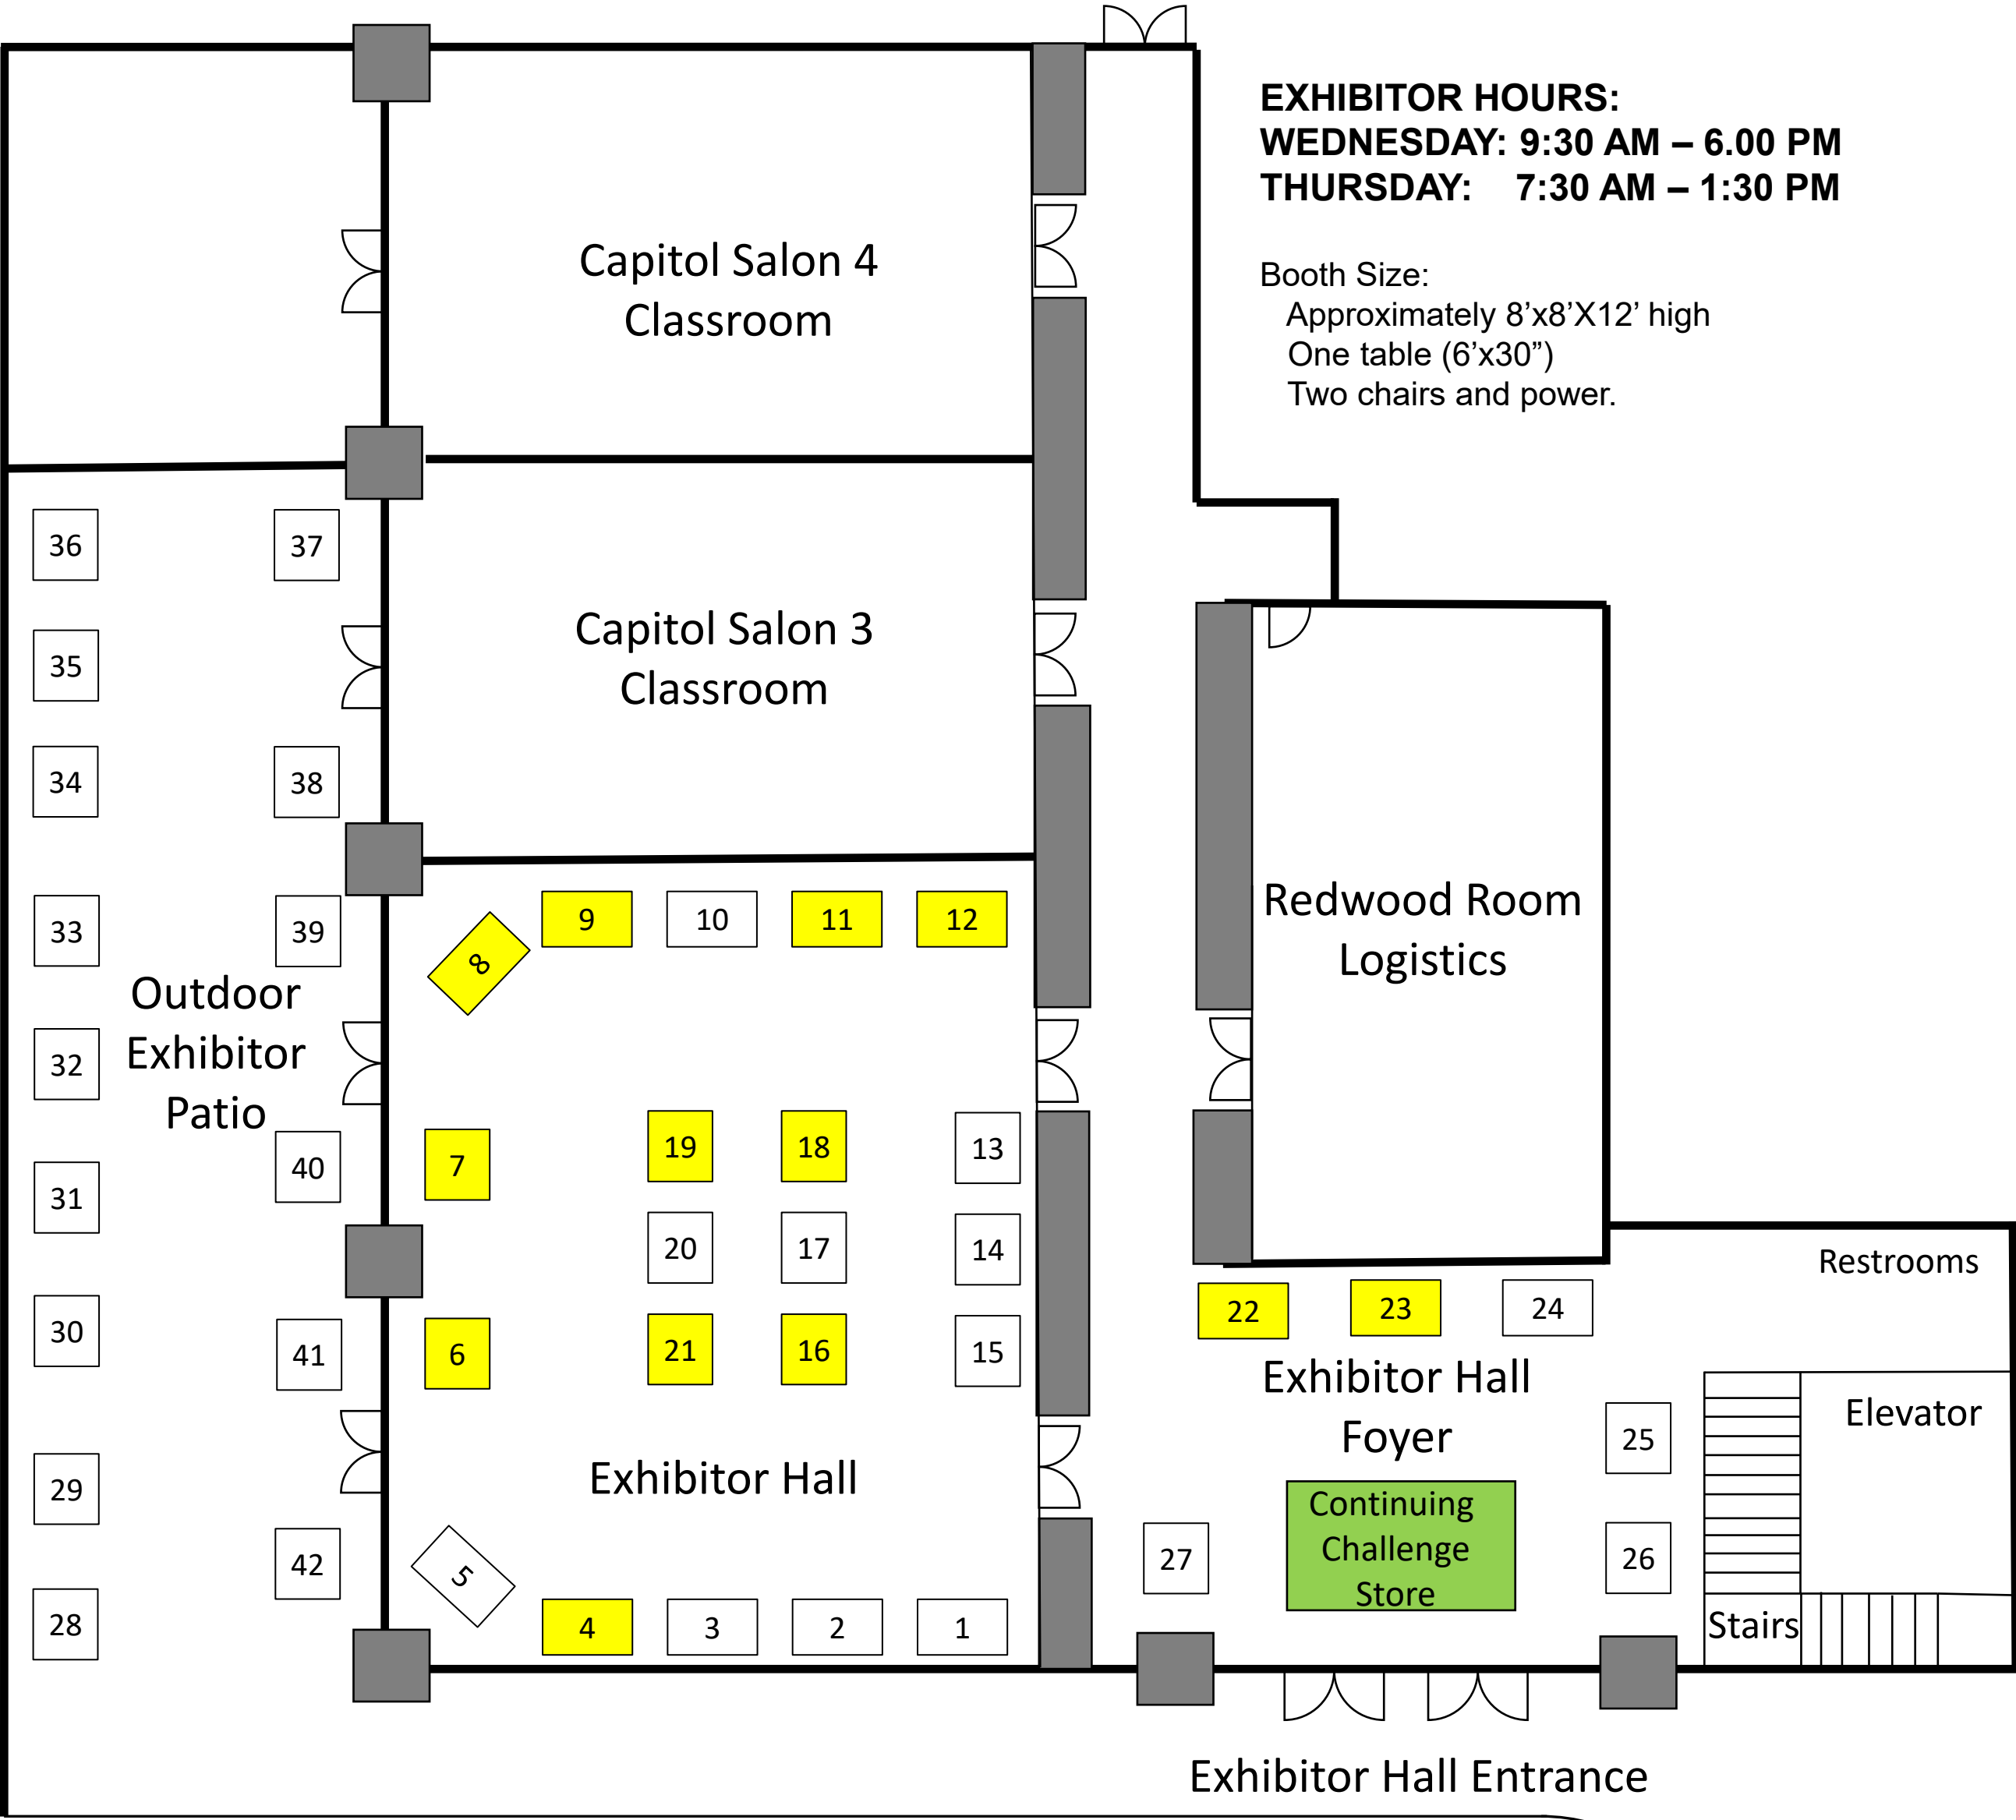 EXHIBITOR HOURS:
WEDNESDAY: 9:30 AM – 6.00 PM
THURSDAY: 7:30 AM – 1:30 PM
Booth Size:
Approximately 8’x8’X12’ high
One table (6’x30”)
Two chairs and power.
Capitol Salon 4
Classroom
Capitol Salon 3
Classroom
36
37
35
34
38
33
39
Outdoor
Exhibitor
Patio
32
31
40
30
41
29
42
28
9
10
11
12
8
7
19
18
13
20
17
14
6
21
16
15
Exhibitor Hall
5
4
3
2
1
Redwood Room
Logistics
22
23
24
Exhibitor Hall
Foyer
25
27
Continuing
Challenge
Store
26
Restrooms
Elevator
Stairs
Exhibitor Hall Entrance